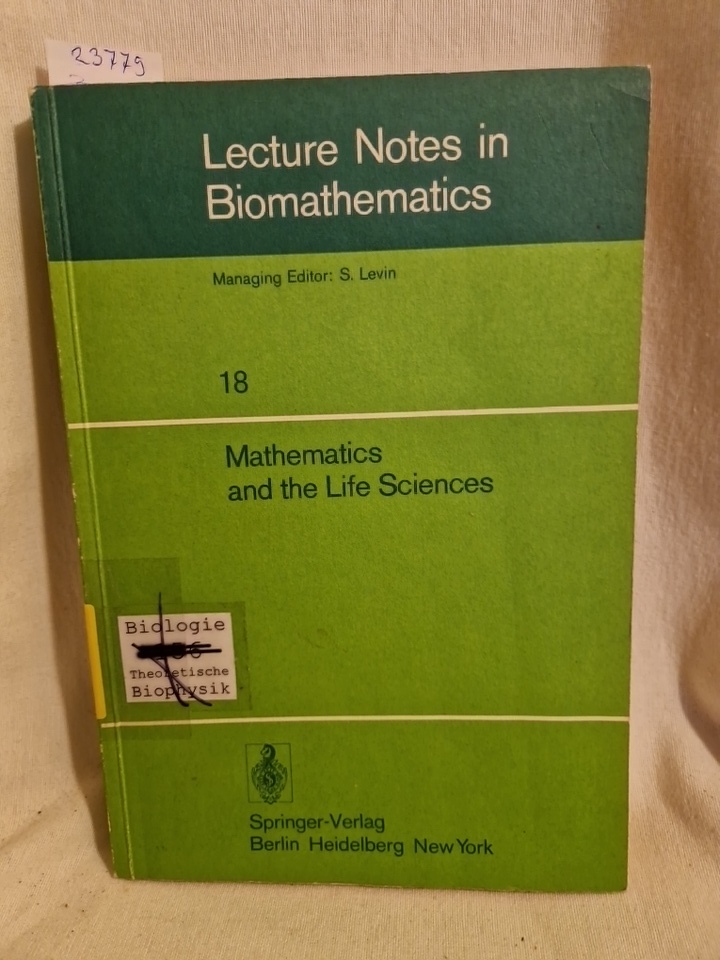 23779
Lecture Notes in
Biomathematics
Managing Editor: S. Levin
18
Mathematics
and the Life Sciences
Biologie
Theoretische
Biophysik
Springer-Verlag
Berlin Heidelberg New York